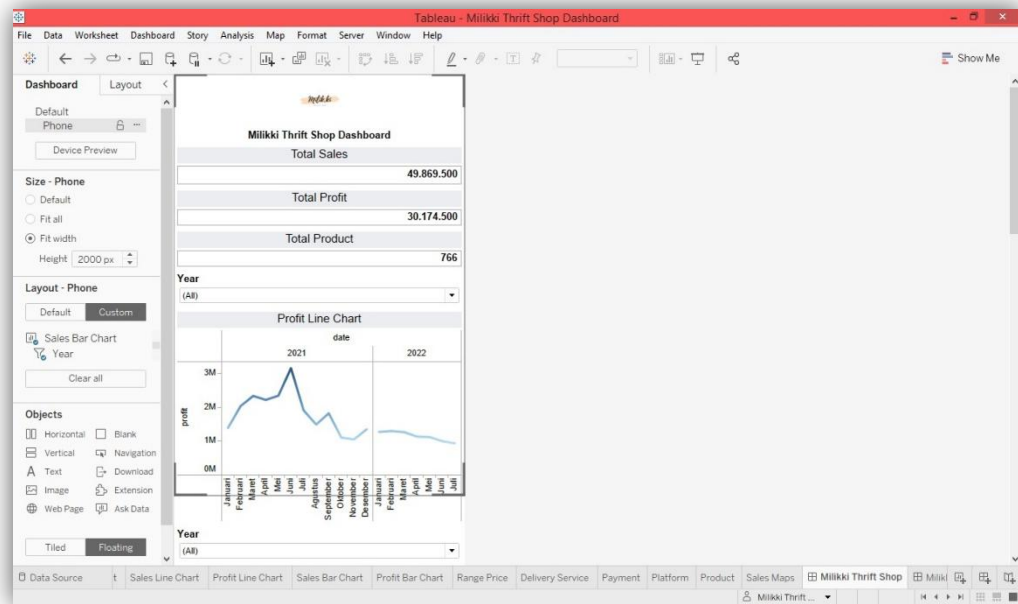 Tableau - Milikki Thrift Shop Dashboard
File Data Worksheet Dashboard Story Analysis Map Format Server Window Help
Show Me
Dashboard Layout
Default
Phone
Device Preview
Size - Phone
Default
Fit all
Fit width
Height 2000 px
Layout - Phone
Default Custom
Sales Bar Chart
Year
Clear all
Objects
Horizontal Blank
Vertical Navigation
Text Download
Image Extension
Web Page Ask Data
Tiled Floating
Milikki
Milikki Thrift Shop Dashboard
Total Sales
49.869.500
Total Profit
30.174.500
Total Product
766
Year
(All)
Profit Line Chart
date
2021 2022
profit
3M
2M
1M
0M
Januari Februari Maret April Mei Juni Juli Agustus September Oktober November Desember Januari Februari Maret April Mei Juni Juli
Year
(All)
Data Source t Sales Line Chart Profit Line Chart Sales Bar Chart Profit Bar Chart Range Price Delivery Service Payment Platform Product Sales Maps Milikki Thrift Shop Milikl
Milikki Thrift ...